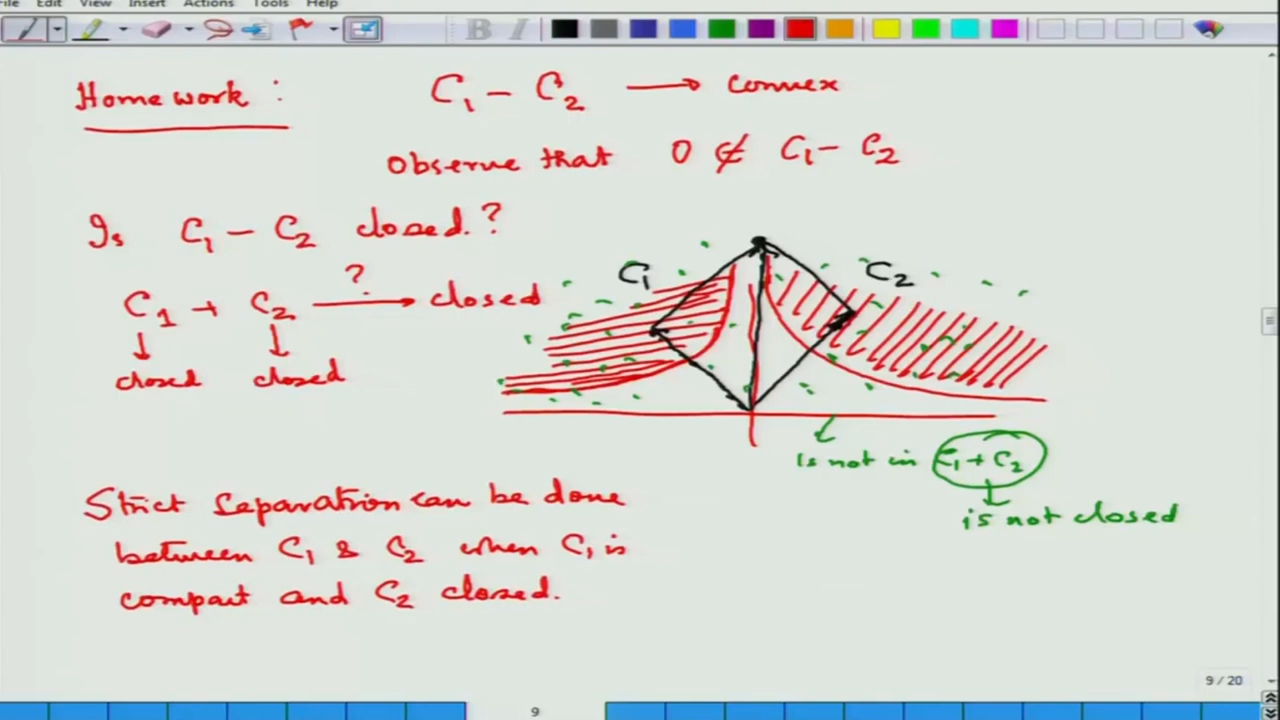 File Edit View Insert Actions Tools Help
B I
Homework :
C₁ - C₂ → convex
Observe that 0 ∉ C₁ - C₂
Is C₁ - C₂ closed.?
C₁ + C₂ ?→ closed
↓ ↓
closed closed
C₁
C₂
Is not in C₁ + C₂
↓
is not closed
Strict Separation can be done
between C₁ & C₂ when C₁ is
compact and C₂ closed.
9 / 20
9